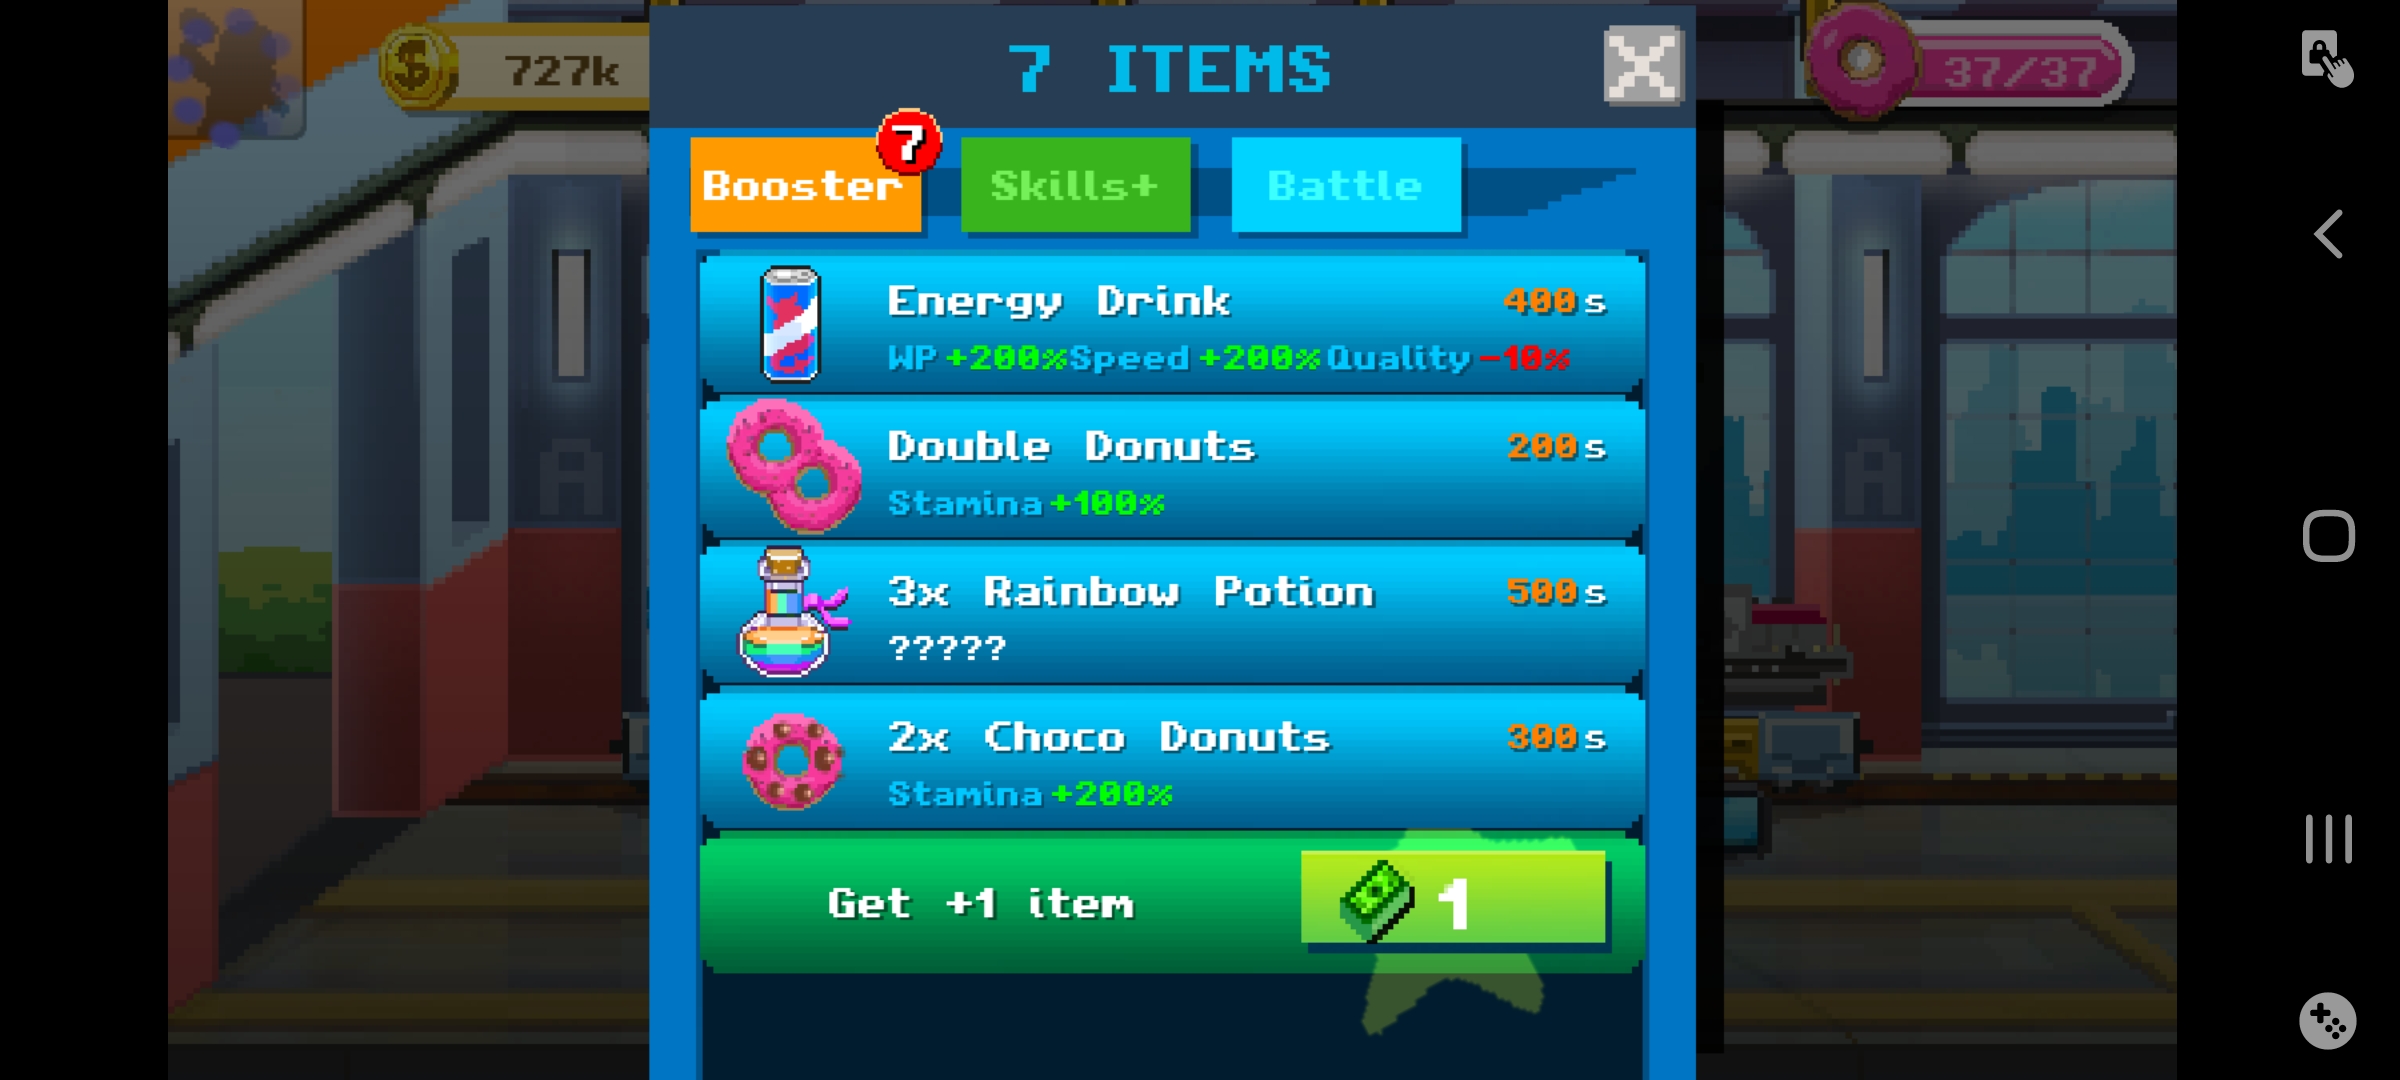 727k
7 ITEMS
37/37
Booster
7
Skills+
Battle
Energy Drink 400s
WP +200% Speed +200% Quality -10%
Double Donuts 200s
Stamina +100%
3x Rainbow Potion 500s
?????
2x Choco Donuts 300s
Stamina +200%
Get +1 item 1
A
A